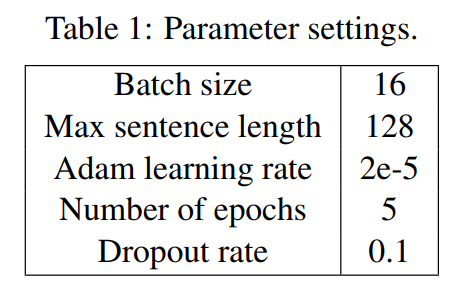 Table 1: Parameter settings.
Batch size 16
Max sentence length 128
Adam learning rate 2e-5
Number of epochs 5
Dropout rate 0.1